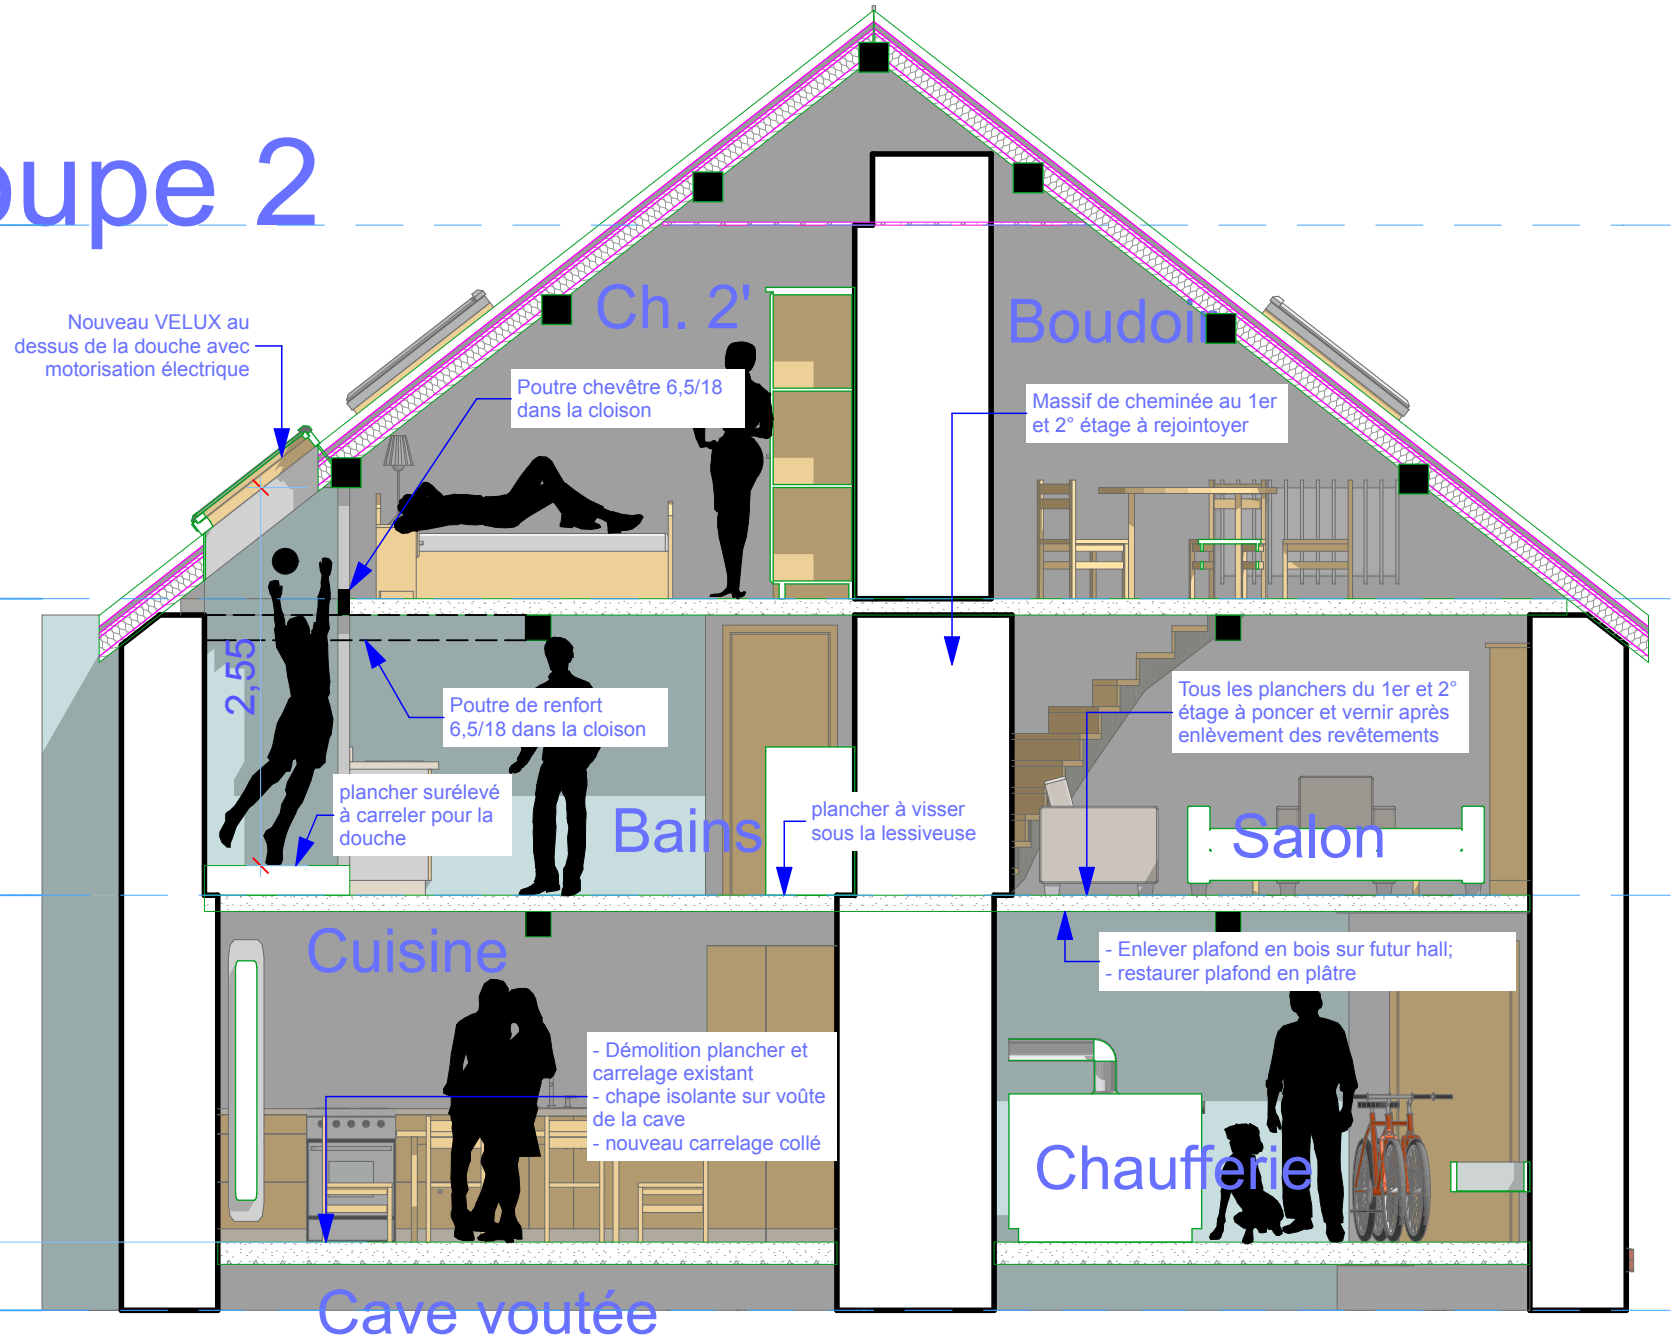 oupe 2
Nouveau VELUX au
dessus de la douche avec
motorisation électrique
Ch. 2'
Boudoir
Poutre chevêtre 6,5/18
dans la cloison
Massif de cheminée au 1er
et 2° étage à rejointoyer
2,55
Poutre de renfort
6,5/18 dans la cloison
Tous les planchers du 1er et 2°
étage à poncer et vernir après
enlèvement des revêtements
plancher surélevé
à carreler pour la
douche
Bains
plancher à visser
sous la lessiveuse
Salon
Cuisine
- Enlever plafond en bois sur futur hall;
- restaurer plafond en plâtre
- Démolition plancher et
carrelage existant
- chape isolante sur voûte
de la cave
- nouveau carrelage collé
Chaufferie
Cave voutée